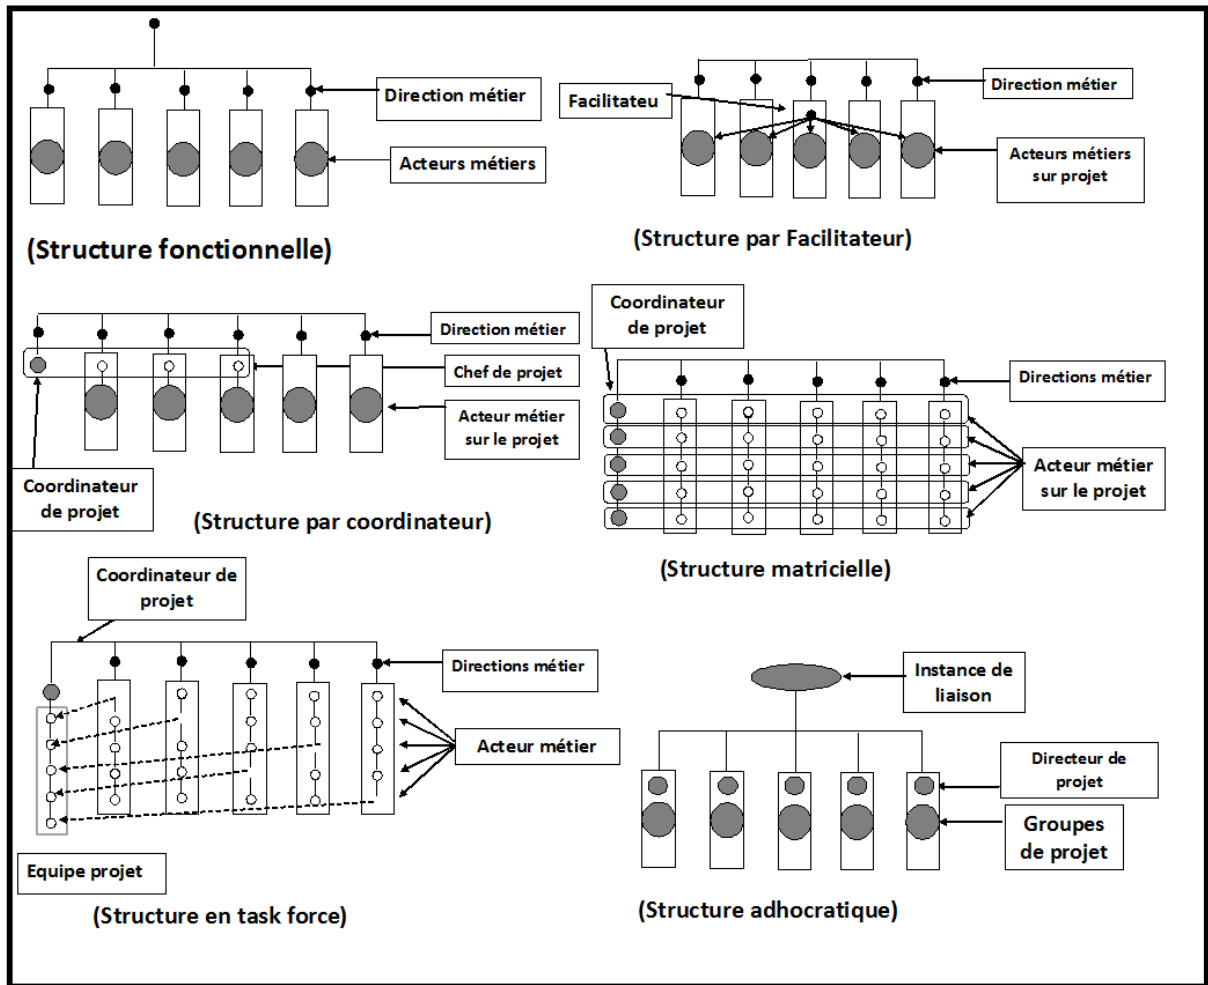 Direction métier
Acteurs métiers
(Structure fonctionnelle)
Facilitateu
Direction métier
Acteurs métiers
sur projet
(Structure par Facilitateur)
Direction métier
Chef de projet
Acteur métier
sur le projet
Coordinateur
de projet
(Structure par coordinateur)
Coordinateur
de projet
Directions métier
Acteur métier
sur le projet
(Structure matricielle)
Coordinateur de
projet
Directions métier
Acteur métier
Equipe projet
(Structure en task force)
Instance de
liaison
Directeur de
projet
Groupes
de projet
(Structure adhocratique)